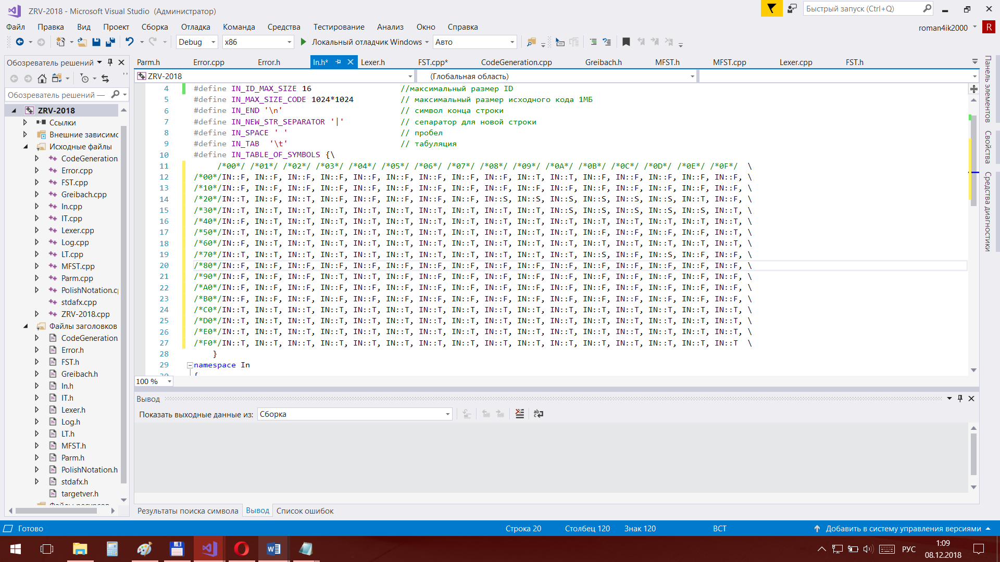 ZRV-2018 - Microsoft Visual Studio (Администратор)
Быстрый запуск (Ctrl+Q)
Файл Правка Вид Проект Сборка Отладка Команда Средства Тестирование Анализ Окно Справка
roman4ik2000 R
Debug x86 Локальный отладчик Windows Авто
Обозреватель решений
Parm.h Error.cpp Error.h In.h* Lexer.h FST.cpp* CodeGeneration.cpp Greibach.h MFST.h MFST.cpp Lexer.cpp FST.h
ZRV-2018 (Глобальная область)
Обозреватель решений —
ZRV-2018
Ссылки
Внешние зависимс
Исходные файлы
CodeGeneration.
Error.cpp
FST.cpp
Greibach.cpp
In.cpp
IT.cpp
Lexer.cpp
Log.cpp
LT.cpp
MFST.cpp
Parm.cpp
PolishNotation.cp
stdafx.cpp
ZRV-2018.cpp
Файлы заголовков
CodeGeneration
Error.h
FST.h
Greibach.h
In.h
IT.h
Lexer.h
Log.h
LT.h
MFST.h
Parm.h
PolishNotation.h
stdafx.h
targetver.h
4 #define IN_ID_MAX_SIZE 16 //максимальный размер ID
5 #define IN_MAX_SIZE_CODE 1024*1024 // максимальный размер исходного кода 1МБ
6 #define IN_END '\n' // символ конца строки
7 #define IN_NEW_STR_SEPARATOR '|' // сепаратор для новой строки
8 #define IN_SPACE ' ' // пробел
9 #define IN_TAB '\t' // табуляция
10 #define IN_TABLE_OF_SYMBOLS {\
11 /*00*/ /*01*/ /*02*/ /*03*/ /*04*/ /*05*/ /*06*/ /*07*/ /*08*/ /*09*/ /*0A*/ /*0B*/ /*0C*/ /*0D*/ /*0E*/ /*0F*/ \
12 /*00*/IN::F, IN::F, IN::F, IN::F, IN::F, IN::F, IN::F, IN::F, IN::F, IN::T, IN::T, IN::F, IN::F, IN::F, IN::F, IN::F, \
13 /*10*/IN::F, IN::F, IN::F, IN::F, IN::F, IN::F, IN::F, IN::F, IN::F, IN::F, IN::F, IN::F, IN::F, IN::F, IN::F, IN::F, \
14 /*20*/IN::T, IN::F, IN::T, IN::F, IN::F, IN::F, IN::F, IN::F, IN::S, IN::S, IN::S, IN::S, IN::S, IN::S, IN::T, IN::F, \
15 /*30*/IN::T, IN::T, IN::T, IN::T, IN::T, IN::T, IN::T, IN::T, IN::T, IN::T, IN::S, IN::S, IN::S, IN::S, IN::S, IN::T, \
16 /*40*/IN::F, IN::T, IN::T, IN::T, IN::T, IN::T, IN::T, IN::T, IN::T, IN::T, IN::T, IN::T, IN::T, IN::T, IN::T, IN::T, \
17 /*50*/IN::T, IN::T, IN::T, IN::T, IN::T, IN::T, IN::T, IN::T, IN::T, IN::T, IN::T, IN::F, IN::F, IN::F, IN::F, IN::T, \
18 /*60*/IN::F, IN::T, IN::T, IN::T, IN::T, IN::T, IN::T, IN::T, IN::T, IN::T, IN::T, IN::T, IN::T, IN::T, IN::T, IN::T, \
19 /*70*/IN::T, IN::T, IN::T, IN::T, IN::T, IN::T, IN::T, IN::T, IN::T, IN::T, IN::T, IN::S, IN::F, IN::S, IN::F, IN::F, \
20 /*80*/IN::F, IN::F, IN::F, IN::F, IN::F, IN::F, IN::F, IN::F, IN::F, IN::F, IN::F, IN::F, IN::F, IN::F, IN::F, IN::F, \
21 /*90*/IN::F, IN::F, IN::F, IN::T, IN::T, IN::F, IN::F, IN::F, IN::F, IN::F, IN::F, IN::F, IN::F, IN::F, IN::F, IN::F, \
22 /*A0*/IN::F, IN::F, IN::F, IN::F, IN::F, IN::F, IN::F, IN::F, IN::F, IN::F, IN::F, IN::F, IN::F, IN::F, IN::F, IN::F, \
23 /*B0*/IN::F, IN::F, IN::F, IN::F, IN::F, IN::F, IN::F, IN::F, IN::F, IN::F, IN::F, IN::F, IN::F, IN::F, IN::F, IN::F, \
24 /*C0*/IN::T, IN::T, IN::T, IN::T, IN::T, IN::T, IN::T, IN::T, IN::T, IN::T, IN::T, IN::T, IN::T, IN::T, IN::T, IN::T, \
25 /*D0*/IN::T, IN::T, IN::T, IN::T, IN::T, IN::T, IN::T, IN::T, IN::T, IN::T, IN::T, IN::T, IN::T, IN::T, IN::T, IN::T, \
26 /*E0*/IN::T, IN::T, IN::T, IN::T, IN::T, IN::T, IN::T, IN::T, IN::T, IN::T, IN::T, IN::T, IN::T, IN::T, IN::T, IN::T, \
27 /*F0*/IN::T, IN::T, IN::T, IN::T, IN::T, IN::T, IN::T, IN::T, IN::T, IN::T, IN::T, IN::T, IN::T, IN::T, IN::T, IN::T \
28 }
29 namespace In
30 {
100 %
Панель элементов
Свойства
Средства диагностики
Вывод
Показать выходные данные из: Сборка
Результаты поиска символа Вывод Список ошибок
Готово Строка 20 Столбец 120 Знак 120 ВСТ Добавить в систему управления версиями
РУС 1:09
08.12.2018